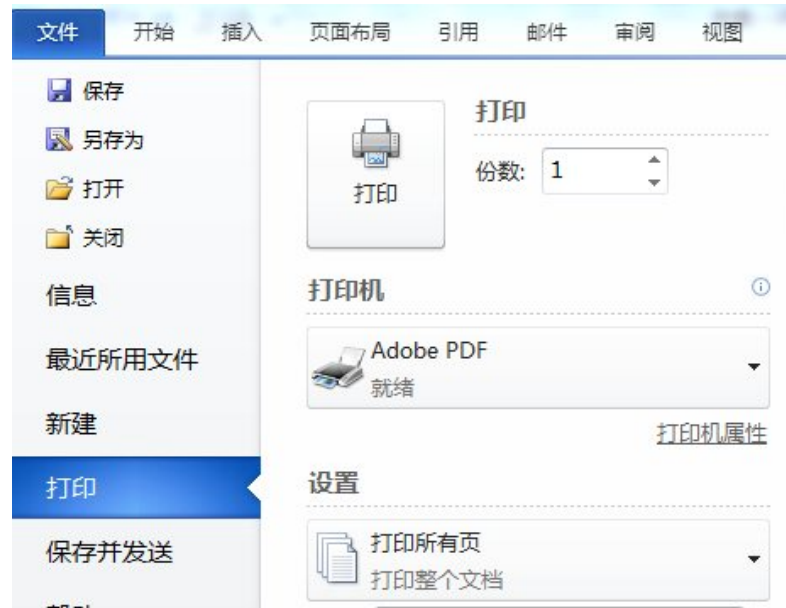 文件 开始 插入 页面布局 引用 邮件 审阅 视图
保存
另存为
打开
关闭
信息
最近所用文件
新建
打印
保存并发送
打印
打印
份数: 1
打印机
Adobe PDF
就绪
打印机属性
设置
打印所有页
打印整个文档